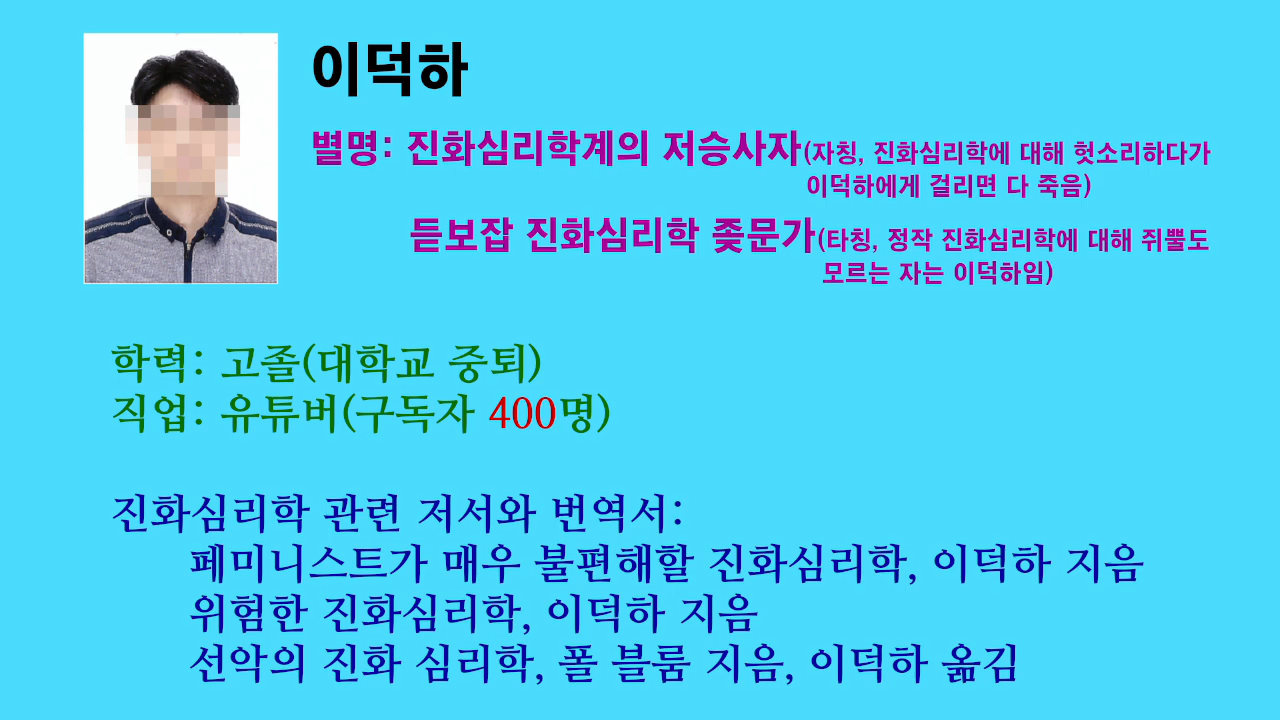 이덕하
별명: 진화심리학계의 저승사자(자칭, 진화심리학에 대해 헛소리하다가
이덕하에게 걸리면 다 죽음)
듣보잡 진화심리학 좆문가(타칭, 정작 진화심리학에 대해 쥐뿔도
모르는 자는 이덕하임)
학력: 고졸(대학교 중퇴)
직업: 유튜버(구독자 400명)
진화심리학 관련 저서와 번역서:
페미니스트가 매우 불편해할 진화심리학, 이덕하 지음
위험한 진화심리학, 이덕하 지음
선악의 진화 심리학, 폴 블룸 지음, 이덕하 옮김